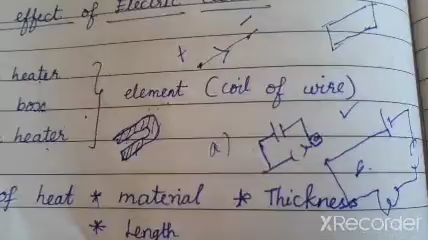 effect of Electric
heater
box
heater
element (coil of wire)
a)
of heat * material * Thickness
* Length
XRecorder